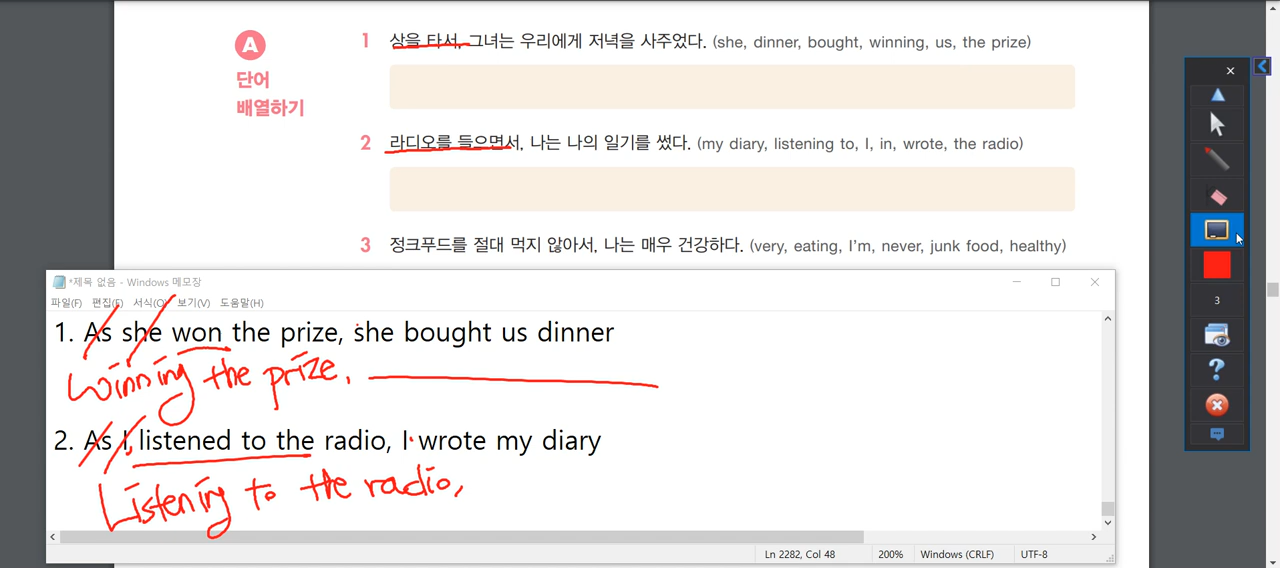 A
단어
배열하기
1 상을 타서, 그녀는 우리에게 저녁을 사주었다. (she, dinner, bought, winning, us, the prize)
2 라디오를 들으면서, 나는 나의 일기를 썼다. (my diary, listening to, I, in, wrote, the radio)
3 정크푸드를 절대 먹지 않아서, 나는 매우 건강하다. (very, eating, I'm, never, junk food, healthy)
*제목 없음 - Windows 메모장
파일(F) 편집(E) 서식(O) 보기(V) 도움말(H)
1. As she won the prize, she bought us dinner
Winning the prize,
2. As I listened to the radio, I wrote my diary
Listening to the radio,
Ln 2282, Col 48 200% Windows (CRLF) UTF-8
3